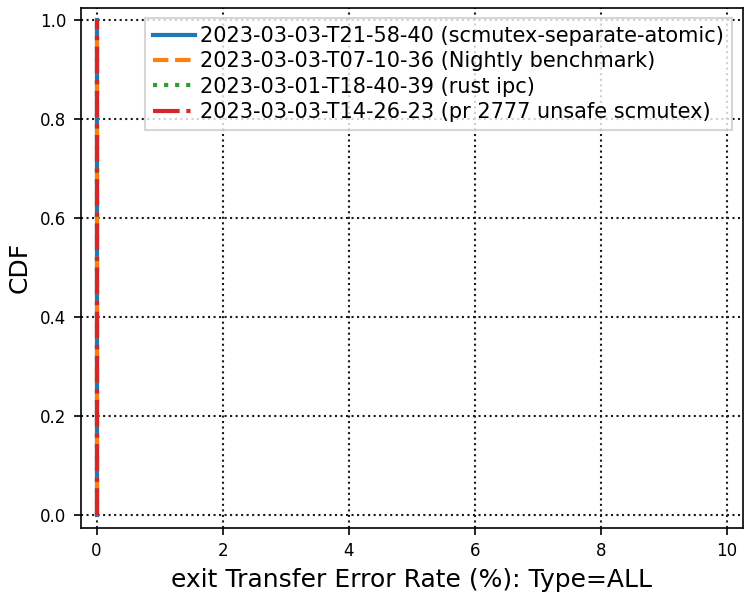 2023-03-03-T21-58-40 (scmutex-separate-atomic)
2023-03-03-T07-10-36 (Nightly benchmark)
2023-03-01-T18-40-39 (rust ipc)
2023-03-03-T14-26-23 (pr 2777 unsafe scmutex)
CDF
1.0
0.8
0.6
0.4
0.2
0.0
0 2 4 6 8 10
exit Transfer Error Rate (%): Type=ALL